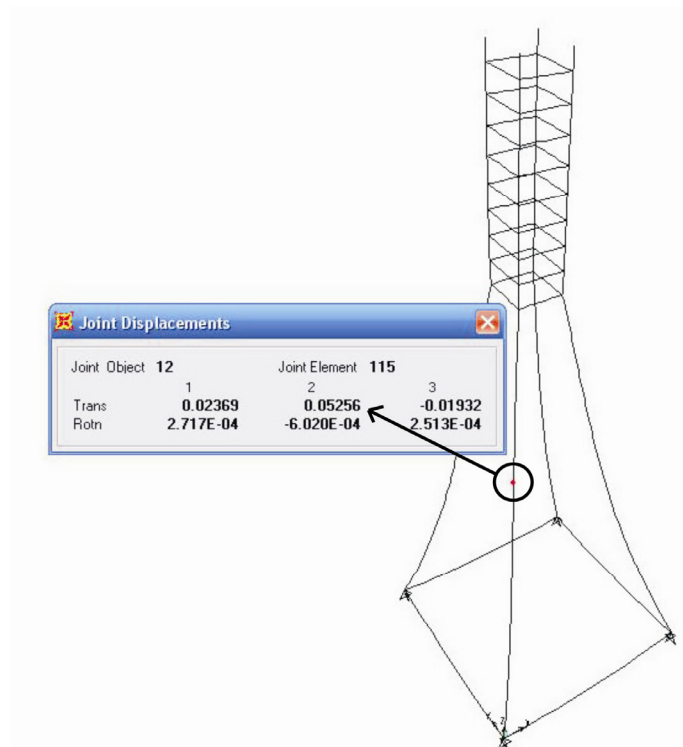 Joint Displacements
Joint Object 12 Joint Element 115
1 2 3
Trans 0.02369 0.05256 -0.01932
Rotn 2.717E-04 -6.020E-04 2.513E-04
Z